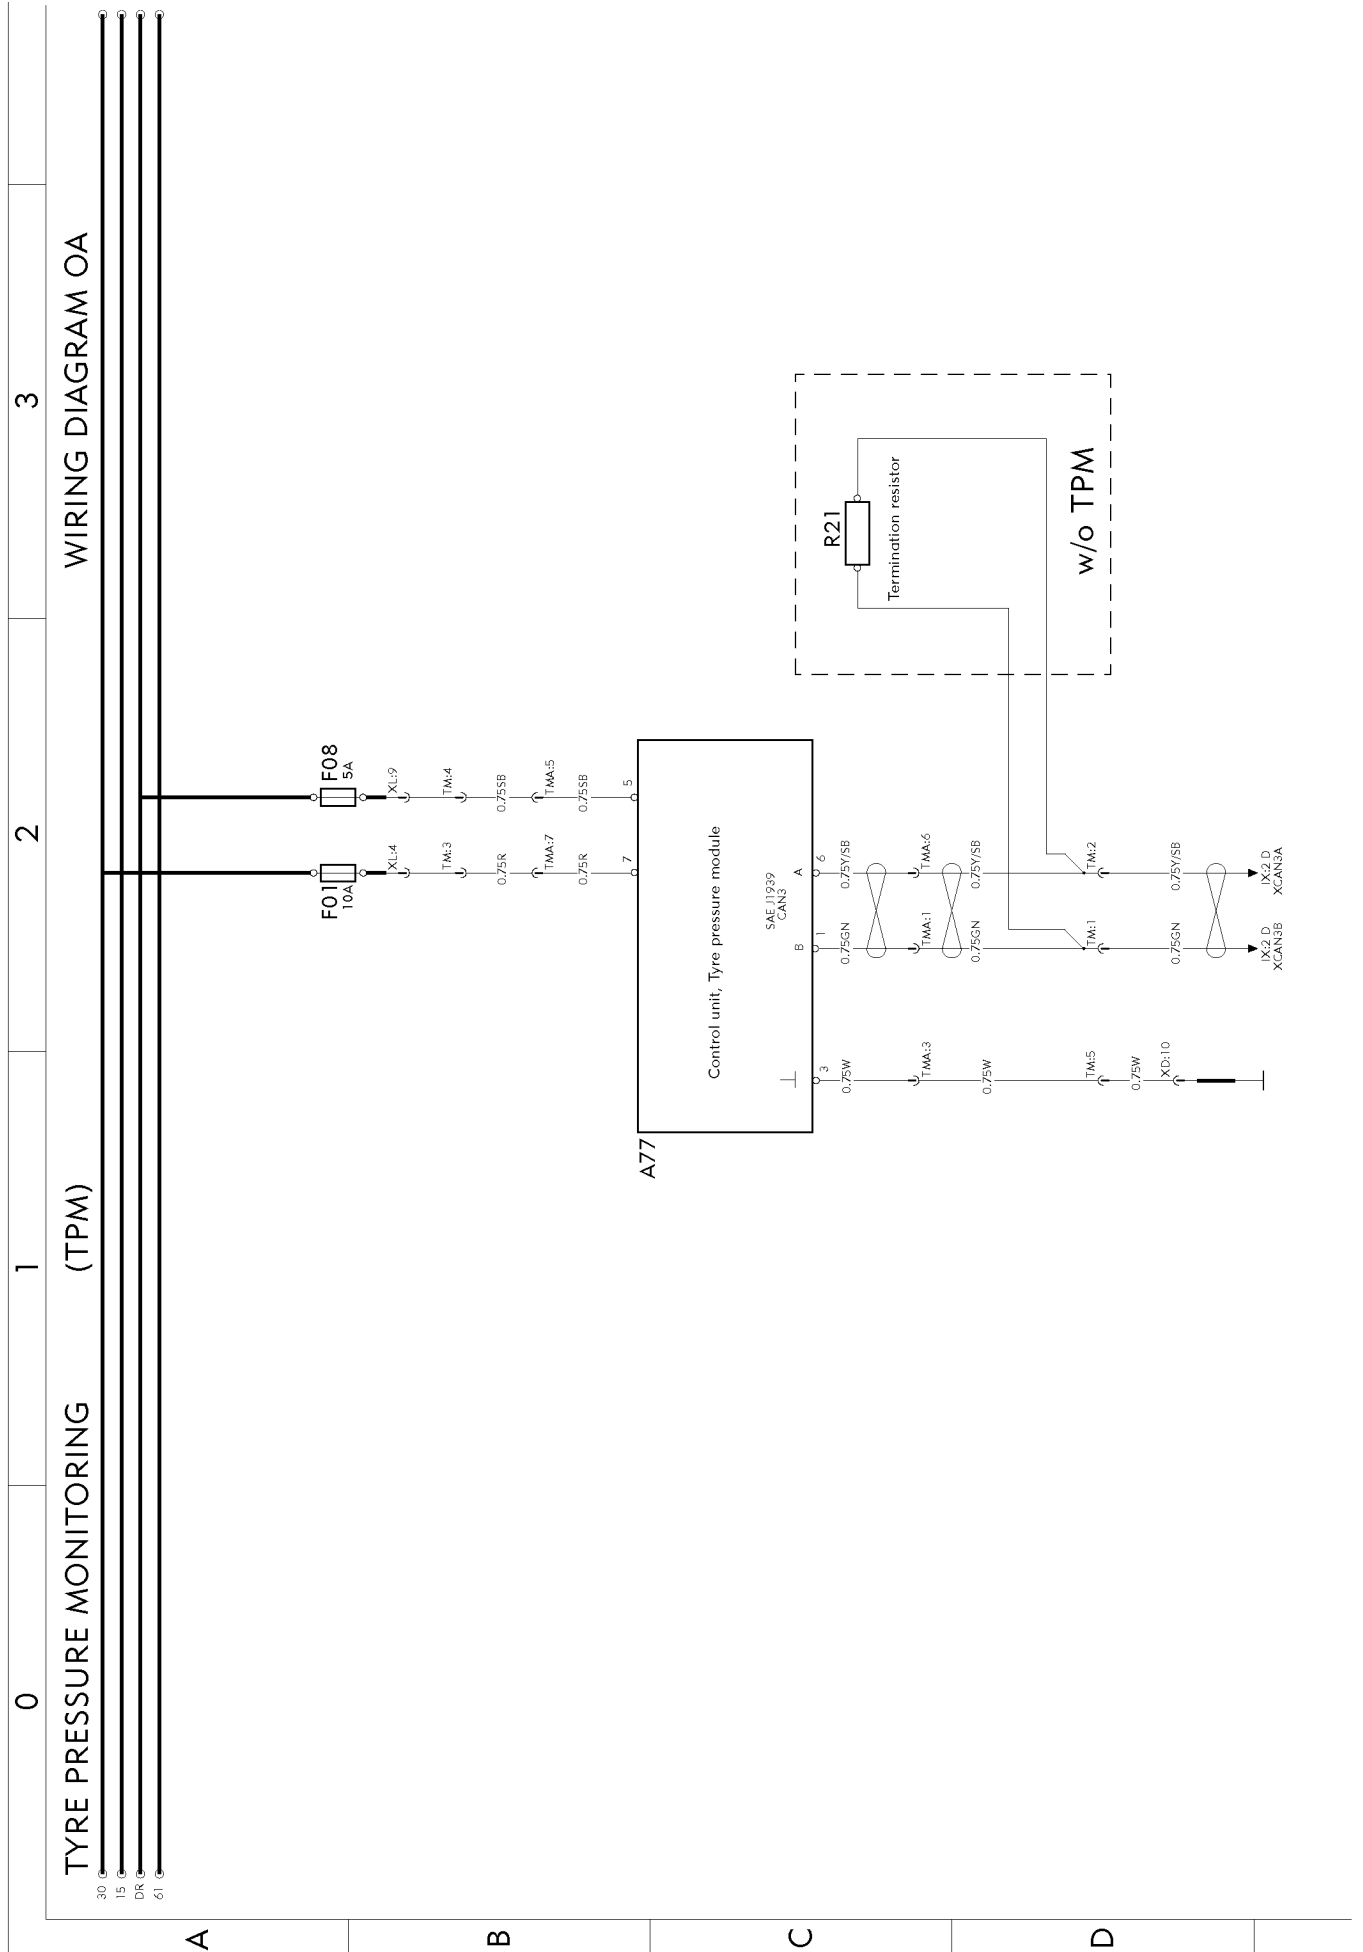 0
1
2
3
TYRE PRESSURE MONITORING (TPM) WIRING DIAGRAM OA
30
15
DR
61
A
B
C
D
F01
10A
F08
5A
XL:4
XL:9
TM:3
TM:4
0.75R
0.75SB
TMA:7
TMA:5
0.75R
0.75SB
7
5
A77
Control unit, Tyre pressure module
SAE J1939
CAN3
B
A
3
1
6
0.75W
0.75GN
0.75Y/SB
TMA:3
TMA:1
TMA:6
0.75W
0.75GN
0.75Y/SB
R21
Termination resistor
w/o TPM
TM:5
TM:1
TM:2
0.75W
0.75GN
0.75Y/SB
XD:10
IX:2 D
XCAN3B
IX:2 D
XCAN3A